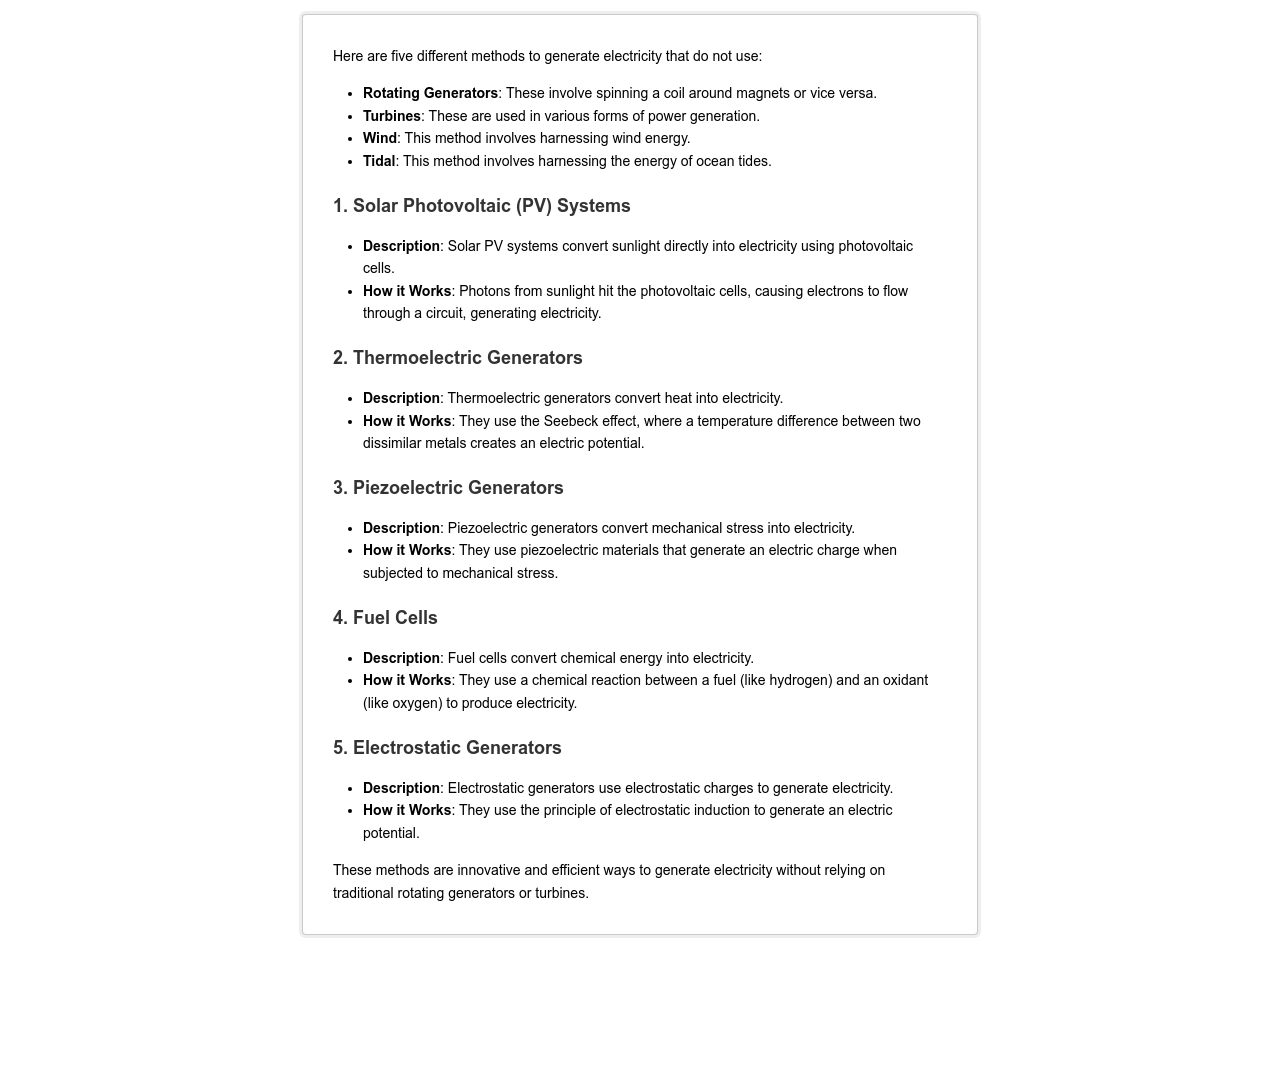 Here are five different methods to generate electricity that do not use:
• Rotating Generators: These involve spinning a coil around magnets or vice versa.
• Turbines: These are used in various forms of power generation.
• Wind: This method involves harnessing wind energy.
• Tidal: This method involves harnessing the energy of ocean tides.
1. Solar Photovoltaic (PV) Systems
• Description: Solar PV systems convert sunlight directly into electricity using photovoltaic
cells.
• How it Works: Photons from sunlight hit the photovoltaic cells, causing electrons to flow
through a circuit, generating electricity.
2. Thermoelectric Generators
• Description: Thermoelectric generators convert heat into electricity.
• How it Works: They use the Seebeck effect, where a temperature difference between two
dissimilar metals creates an electric potential.
3. Piezoelectric Generators
• Description: Piezoelectric generators convert mechanical stress into electricity.
• How it Works: They use piezoelectric materials that generate an electric charge when
subjected to mechanical stress.
4. Fuel Cells
• Description: Fuel cells convert chemical energy into electricity.
• How it Works: They use a chemical reaction between a fuel (like hydrogen) and an oxidant
(like oxygen) to produce electricity.
5. Electrostatic Generators
• Description: Electrostatic generators use electrostatic charges to generate electricity.
• How it Works: They use the principle of electrostatic induction to generate an electric
potential.
These methods are innovative and efficient ways to generate electricity without relying on
traditional rotating generators or turbines.